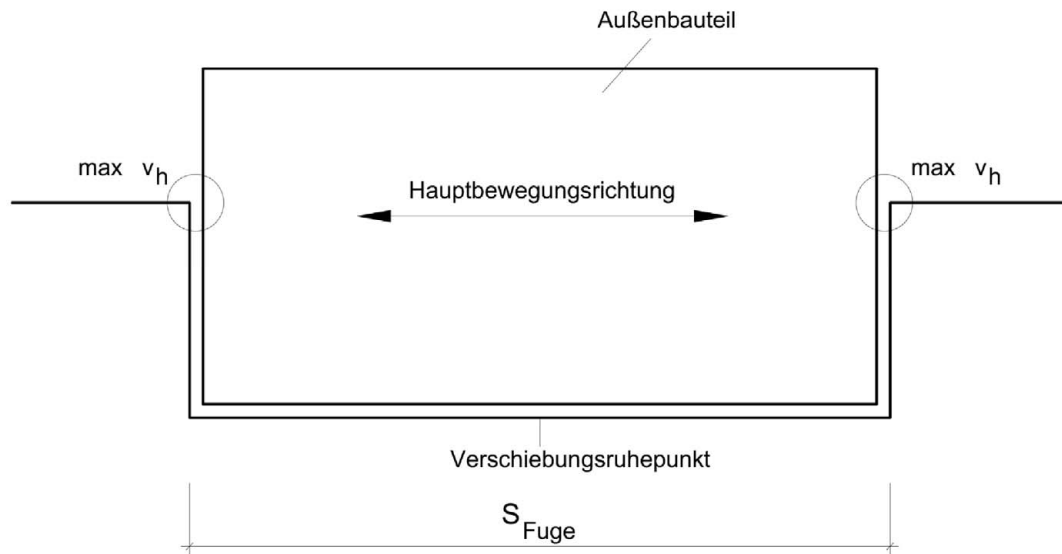 Außenbauteil
max v_h
max v_h
Hauptbewegungsrichtung
Verschiebungsruhepunkt
S_Fuge